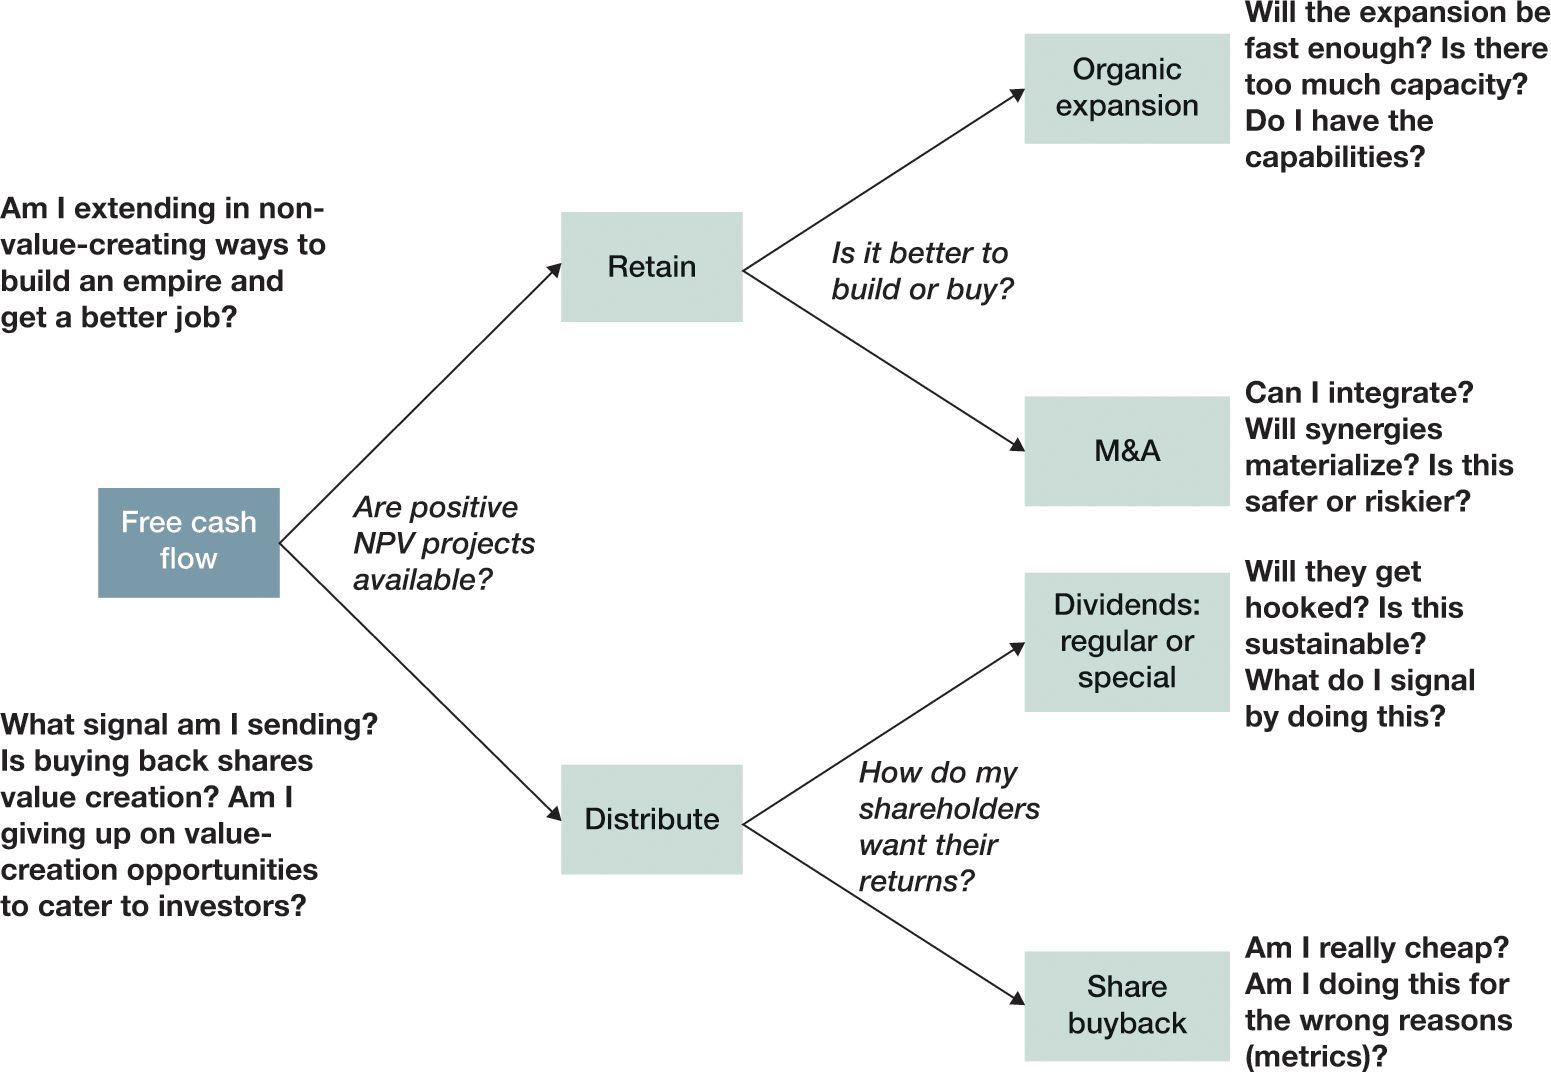 Will the expansion be
fast enough? Is there
too much capacity?
Do I have the
capabilities?
Organic
expansion
Am I extending in non-
value-creating ways to
build an empire and
get a better job?
Retain
Is it better to
build or buy?
Can I integrate?
Will synergies
materialize? Is this
safer or riskier?
M&A
Free cash
flow
Are positive
NPV projects
available?
Dividends:
regular or
special
Will they get
hooked? Is this
sustainable?
What do I signal
by doing this?
What signal am I sending?
Is buying back shares
value creation? Am I
giving up on value-
creation opportunities
to cater to investors?
Distribute
How do my
shareholders
want their
returns?
Share
buyback
Am I really cheap?
Am I doing this for
the wrong reasons
(metrics)?